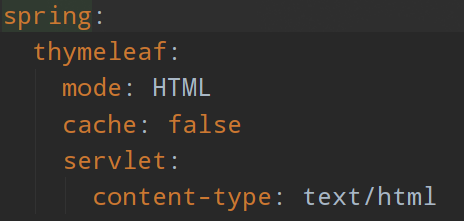 spring:
  thymeleaf:
    mode: HTML
    cache: false
    servlet:
      content-type: text/html